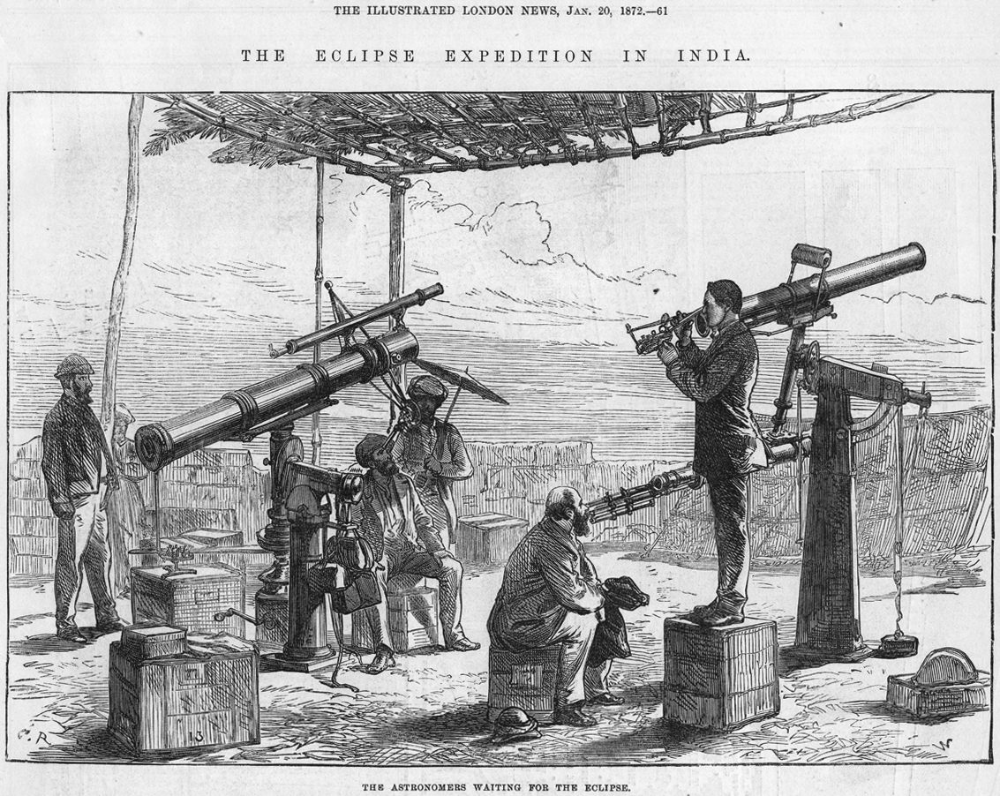 THE ILLUSTRATED LONDON NEWS, JAN. 20, 1872.—61
THE ECLIPSE EXPEDITION IN INDIA.
13
THE ASTRONOMERS WAITING FOR THE ECLIPSE.